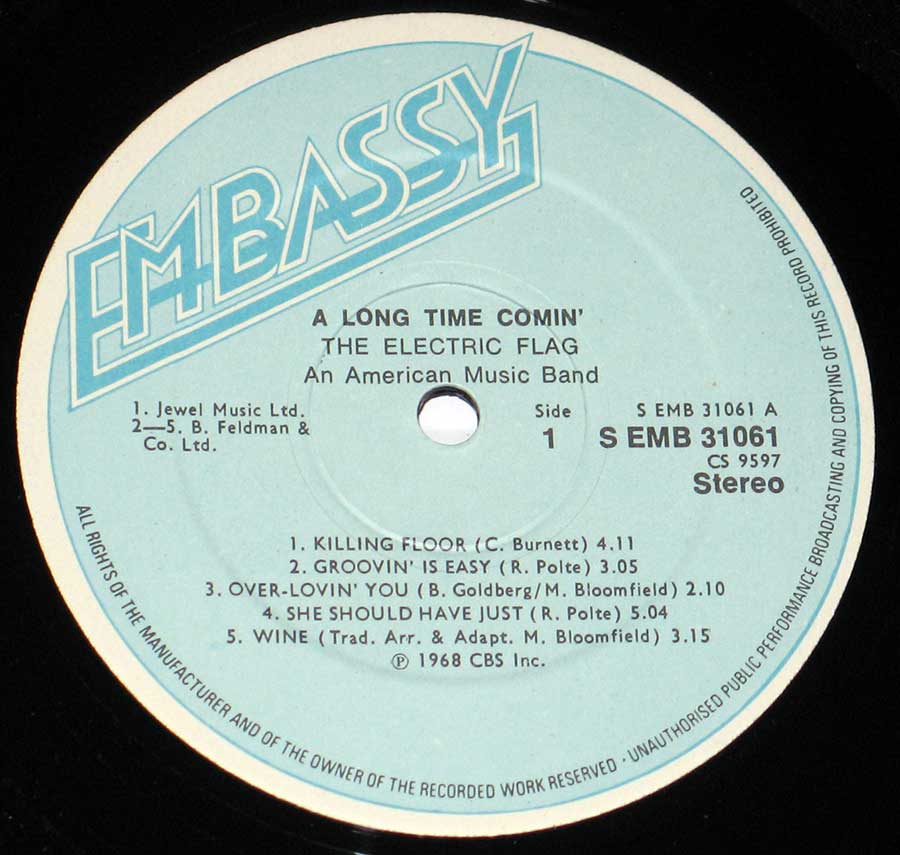 EMBASSY
A LONG TIME COMIN'
THE ELECTRIC FLAG
An American Music Band
1. Jewel Music Ltd.
2—5. B. Feldman &
Co. Ltd.
Side
1
S EMB 31061 A
S EMB 31061
CS 9597
Stereo
1. KILLING FLOOR (C. Burnett) 4.11
2. GROOVIN' IS EASY (R. Polte) 3.05
3. OVER-LOVIN' YOU (B. Goldberg/M. Bloomfield) 2.10
4. SHE SHOULD HAVE JUST (R. Polte) 5.04
5. WINE (Trad. Arr. & Adapt. M. Bloomfield) 3.15
℗ 1968 CBS Inc.
ALL RIGHTS OF THE MANUFACTURER AND OF THE OWNER OF THE RECORDED WORK RESERVED · UNAUTHORISED PUBLIC PERFORMANCE BROADCASTING AND COPYING OF THIS RECORD PROHIBITED